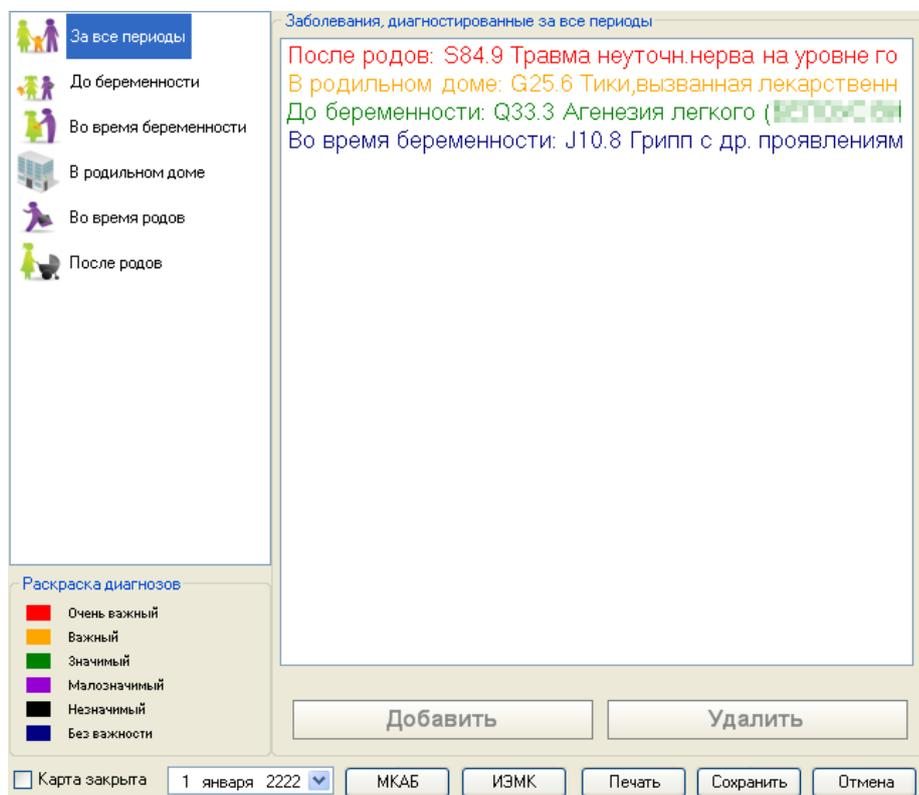 За все периоды
До беременности
Во время беременности
В родильном доме
Во время родов
После родов
Заболевания, диагностированные за все периоды
После родов: S84.9 Травма неуточн.нерва на уровне го
В родильном доме: G25.6 Тики,вызванная лекарственн
До беременности: Q33.3 Агенезия легкого (
Во время беременности: J10.8 Грипп с др. проявлениям
Раскраска диагнозов
Очень важный
Важный
Значимый
Малозначимый
Незначимый
Без важности
Добавить
Удалить
Карта закрыта
1 января 2222
МКАБ
ИЗМК
Печать
Сохранить
Отмена